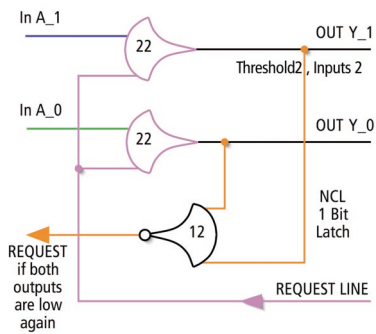 In A_1
22
OUT Y_1
Threshold2, Inputs 2
In A_0
22
OUT Y_0
12
NCL
1 Bit
Latch
REQUEST
if both
outputs
are low
again
REQUEST LINE